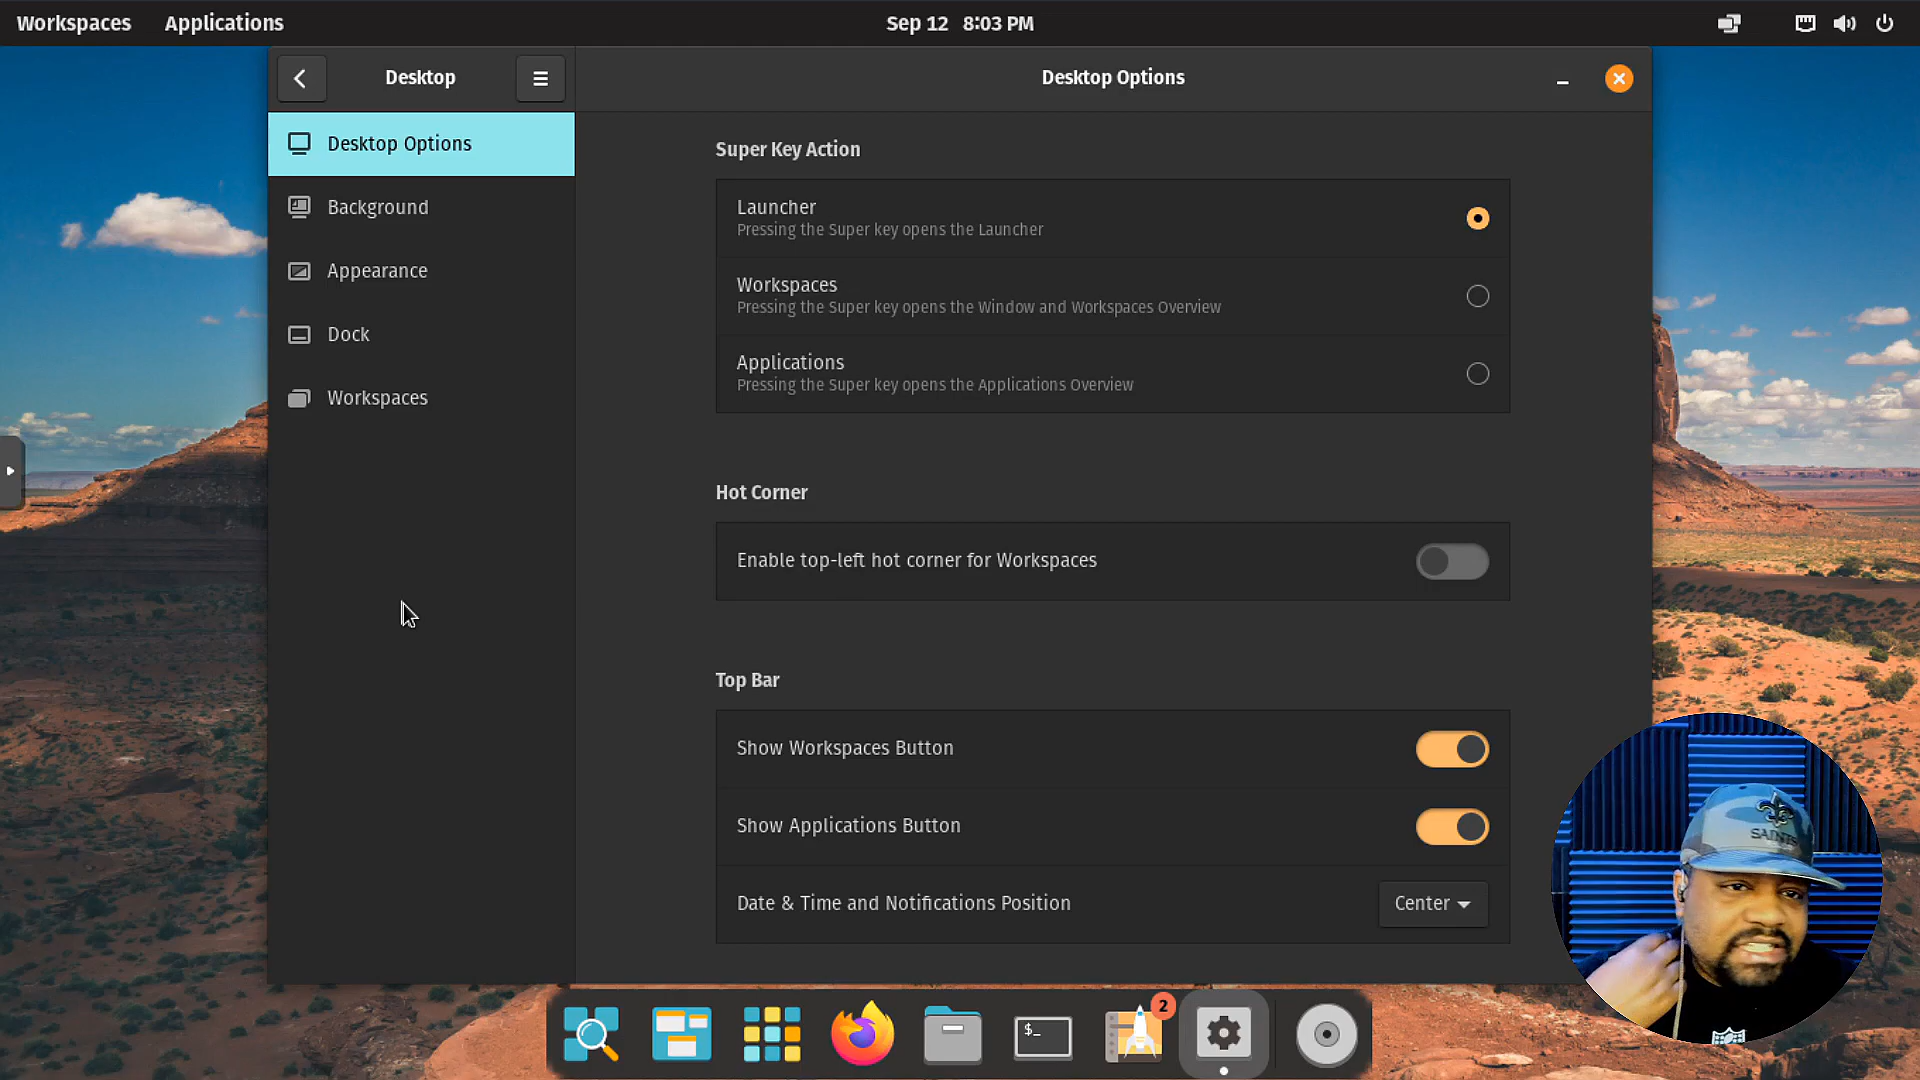 Workspaces Applications Sep 12 8:03 PM
Desktop Desktop Options
Desktop Options
Background
Appearance
Dock
Workspaces
Super Key Action
Launcher
Pressing the Super key opens the Launcher
Workspaces
Pressing the Super key opens the Window and Workspaces Overview
Applications
Pressing the Super key opens the Applications Overview
Hot Corner
Enable top-left hot corner for Workspaces
Top Bar
Show Workspaces Button
Show Applications Button
Date & Time and Notifications Position Center
SAINTS
$_
2